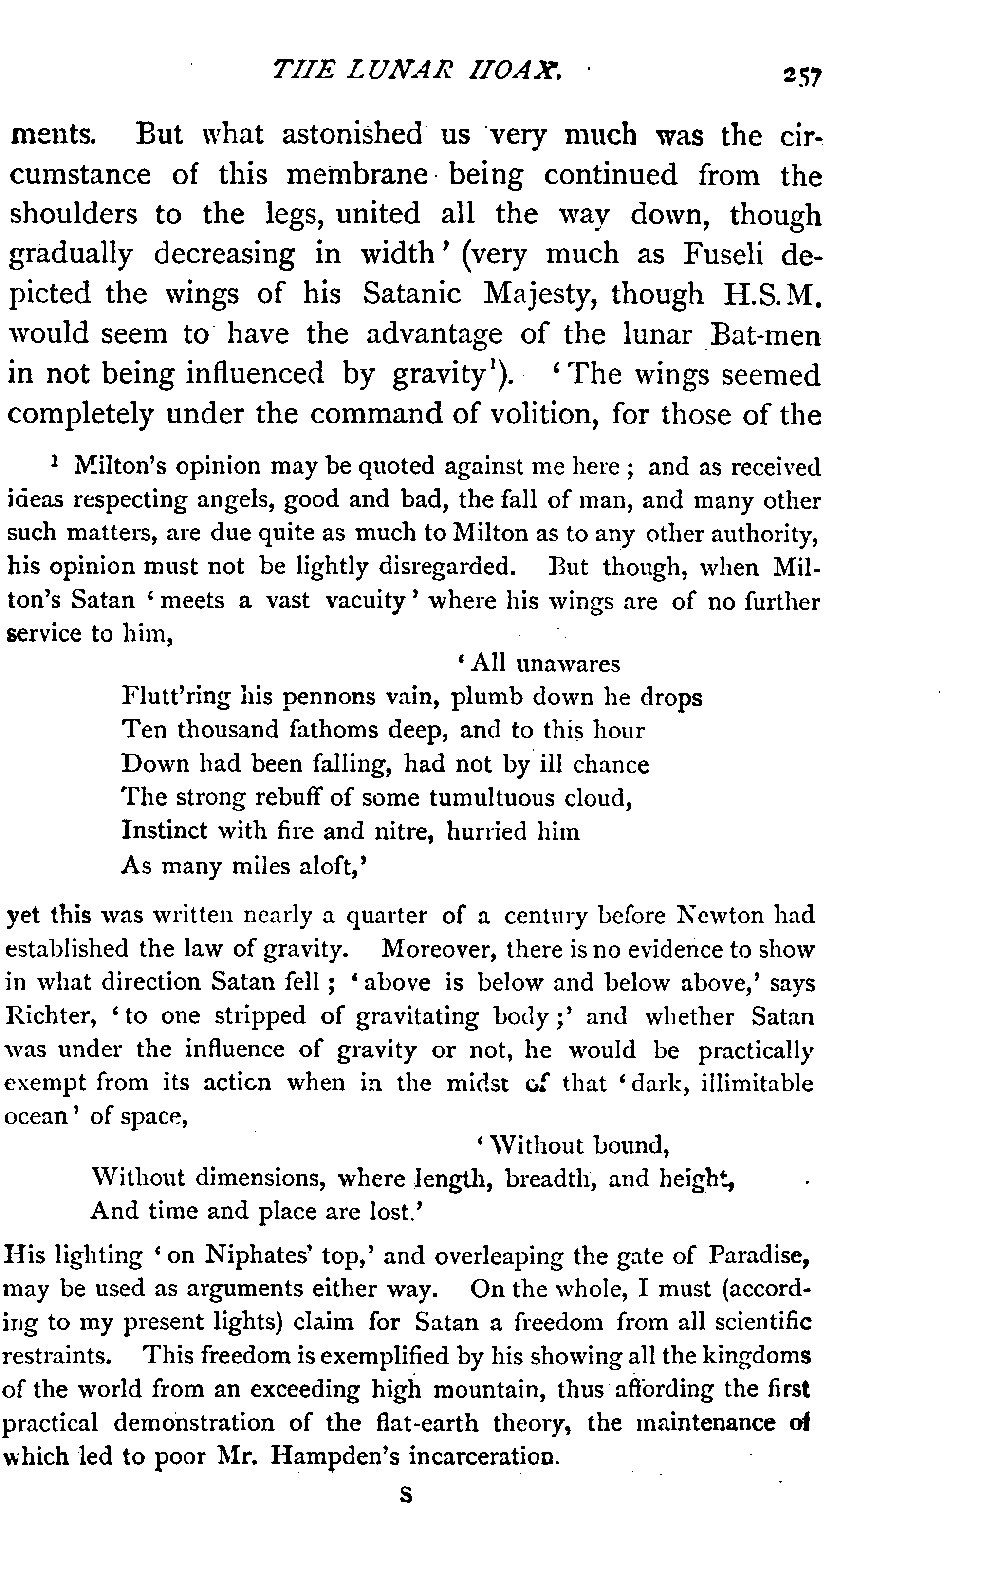 THE LUNAR HOAX. 257
ments. But what astonished us very much was the cir-
cumstance of this membrane being continued from the
shoulders to the legs, united all the way down, though
gradually decreasing in width' (very much as Fuseli de-
picted the wings of his Satanic Majesty, though H.S.M.
would seem to have the advantage of the lunar Bat-men
in not being influenced by gravity¹). 'The wings seemed
completely under the command of volition, for those of the
¹ Milton's opinion may be quoted against me here; and as received
ideas respecting angels, good and bad, the fall of man, and many other
such matters, are due quite as much to Milton as to any other authority,
his opinion must not be lightly disregarded. But though, when Mil-
ton's Satan 'meets a vast vacuity' where his wings are of no further
service to him,
'All unawares
Flutt'ring his pennons vain, plumb down he drops
Ten thousand fathoms deep, and to this hour
Down had been falling, had not by ill chance
The strong rebuff of some tumultuous cloud,
Instinct with fire and nitre, hurried him
As many miles aloft,'
yet this was written nearly a quarter of a century before Newton had
established the law of gravity. Moreover, there is no evidence to show
in what direction Satan fell; 'above is below and below above,' says
Richter, 'to one stripped of gravitating body;' and whether Satan
was under the influence of gravity or not, he would be practically
exempt from its action when in the midst of that 'dark, illimitable
ocean' of space,
'Without bound,
Without dimensions, where length, breadth, and height,
And time and place are lost.'
His lighting 'on Niphates' top,' and overleaping the gate of Paradise,
may be used as arguments either way. On the whole, I must (accord-
ing to my present lights) claim for Satan a freedom from all scientific
restraints. This freedom is exemplified by his showing all the kingdoms
of the world from an exceeding high mountain, thus affording the first
practical demonstration of the flat-earth theory, the maintenance of
which led to poor Mr. Hampden's incarceration.
S